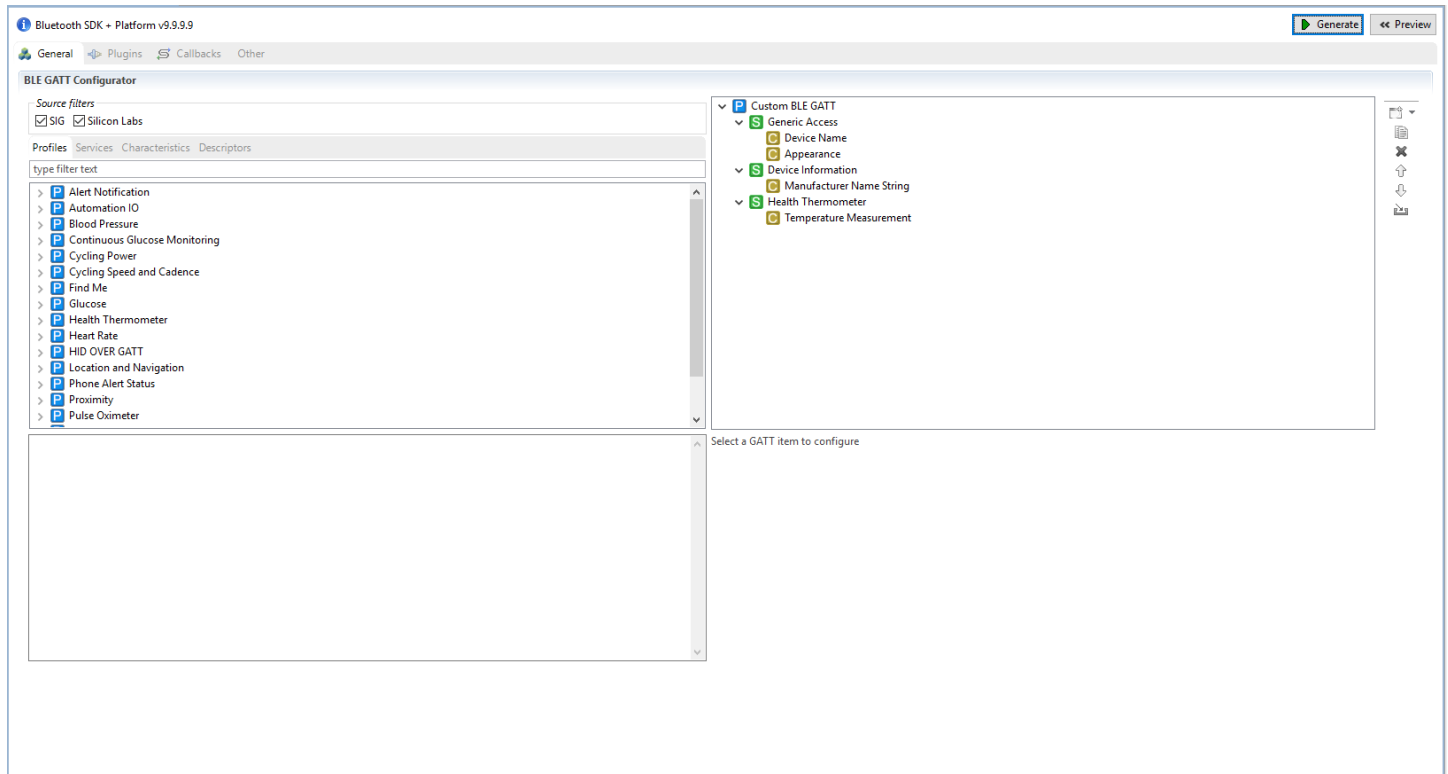 Bluetooth SDK + Platform v9.9.9.9
Generate
Preview
General Plugins Callbacks Other
BLE GATT Configurator
Source filters
SIG Silicon Labs
Profiles Services Characteristics Descriptors
type filter text
P Alert Notification
P Automation IO
P Blood Pressure
P Continuous Glucose Monitoring
P Cycling Power
P Cycling Speed and Cadence
P Find Me
P Glucose
P Health Thermometer
P Heart Rate
P HID OVER GATT
P Location and Navigation
P Phone Alert Status
P Proximity
P Pulse Oximeter
P Custom BLE GATT
S Generic Access
C Device Name
C Appearance
S Device Information
C Manufacturer Name String
S Health Thermometer
C Temperature Measurement
Select a GATT item to configure